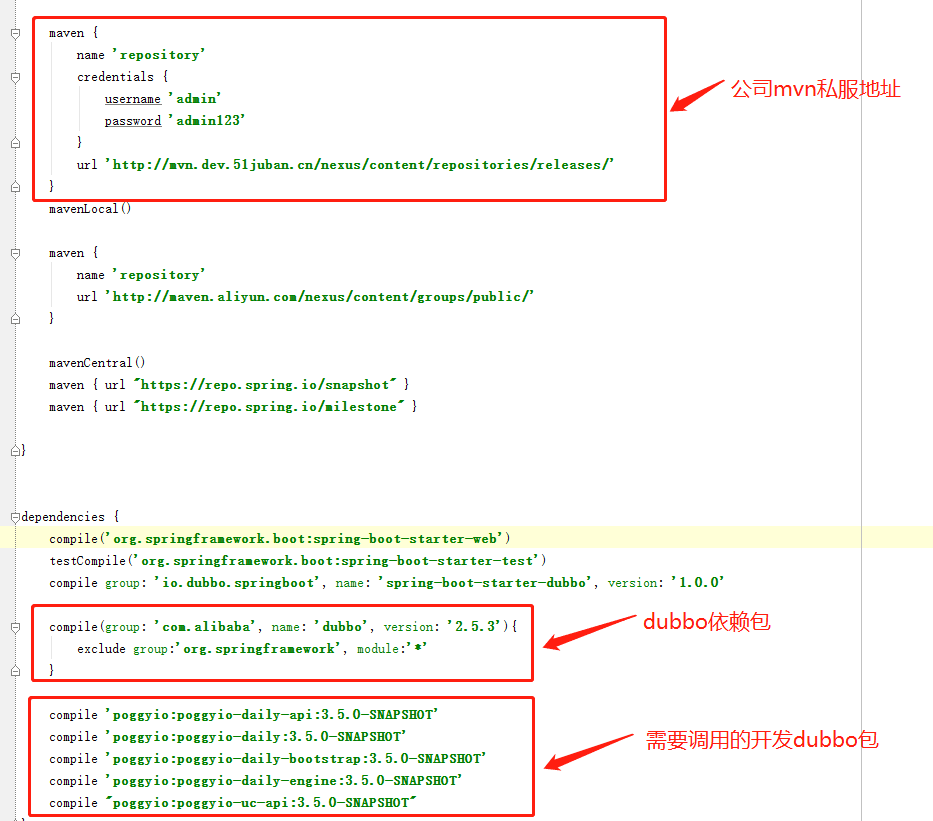 maven {
name 'repository'
credentials {
username 'admin'
公司mvn私服地址
password 'admin123'
}
url 'http://mvn.dev.51juban.cn/nexus/content/repositories/releases/'
}
mavenLocal()
maven {
name 'repository'
url 'http://maven.aliyun.com/nexus/content/groups/public/'
}
mavenCentral()
maven { url "https://repo.spring.io/snapshot" }
maven { url "https://repo.spring.io/milestone" }
}
dependencies {
compile('org.springframework.boot:spring-boot-starter-web')
testCompile('org.springframework.boot:spring-boot-starter-test')
compile group: 'io.dubbo.springboot', name: 'spring-boot-starter-dubbo', version: '1.0.0'
compile(group: 'com.alibaba', name: 'dubbo', version: '2.5.3'){
dubbo依赖包
exclude group:'org.springframework', module:'*'
}
compile 'poggyio:poggyio-daily-api:3.5.0-SNAPSHOT'
compile 'poggyio:poggyio-daily:3.5.0-SNAPSHOT'
需要调用的开发dubbo包
compile 'poggyio:poggyio-daily-bootstrap:3.5.0-SNAPSHOT'
compile 'poggyio:poggyio-daily-engine:3.5.0-SNAPSHOT'
compile "poggyio:poggyio-uc-api:3.5.0-SNAPSHOT"